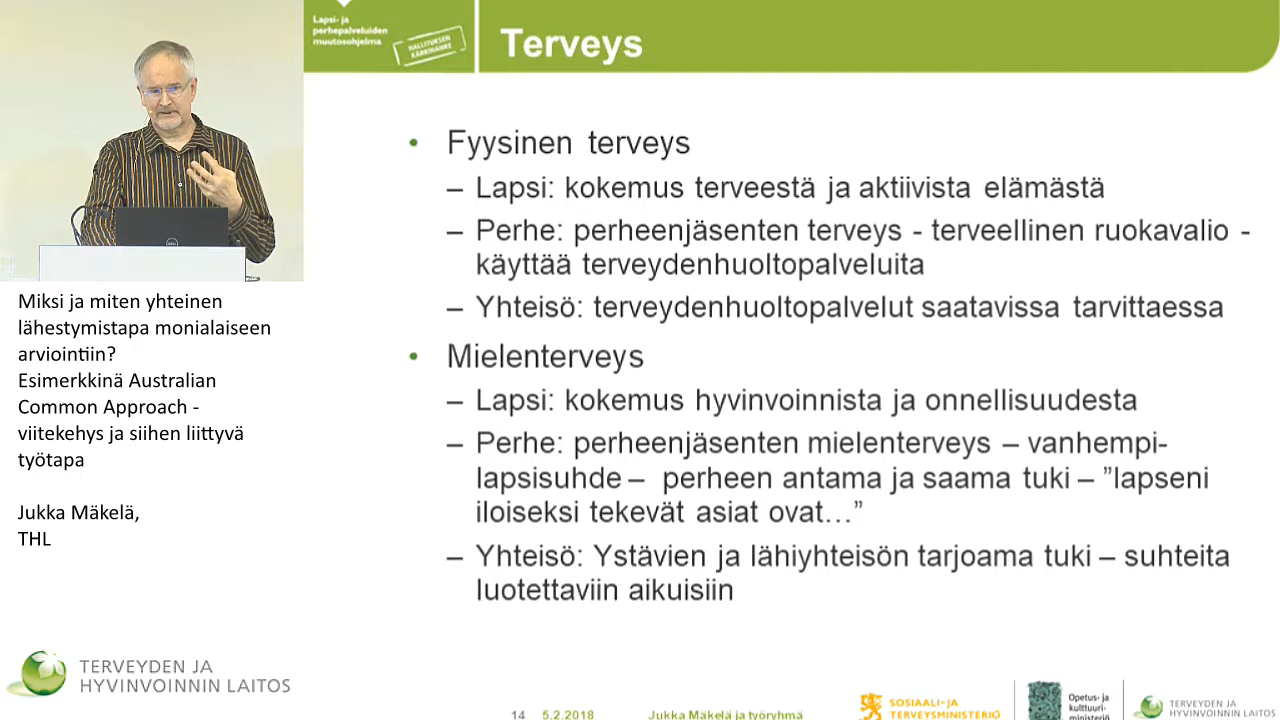 Lapsi- ja
perhepalveluiden
muutosohjelma
HALLITUKSEN
KÄRKIHANKE
Terveys
• Fyysinen terveys
– Lapsi: kokemus terveestä ja aktiivista elämästä
– Perhe: perheenjäsenten terveys - terveellinen ruokavalio -
käyttää terveydenhuoltopalveluita
– Yhteisö: terveydenhuoltopalvelut saatavissa tarvittaessa
• Mielenterveys
– Lapsi: kokemus hyvinvoinnista ja onnellisuudesta
– Perhe: perheenjäsenten mielenterveys – vanhempi-
lapsisuhde – perheen antama ja saama tuki – ”lapseni
iloiseksi tekevät asiat ovat…”
– Yhteisö: Ystävien ja lähiyhteisön tarjoama tuki – suhteita
luotettaviin aikuisiin
DELL
Miksi ja miten yhteinen
lähestymistapa monialaiseen
arviointiin?
Esimerkkinä Australian
Common Approach -
viitekehys ja siihen liittyvä
työtapa
Jukka Mäkelä,
THL
TERVEYDEN JA
HYVINVOINNIN LAITOS
14 5.2.2018 Jukka Mäkelä ja työryhmä
SOSIAALI- JA
TERVEYSMINISTERIÖ
Opetus- ja
kulttuuri-
ministeriö
TERVEYDEN JA
HYVINVOINNIN LAITOS